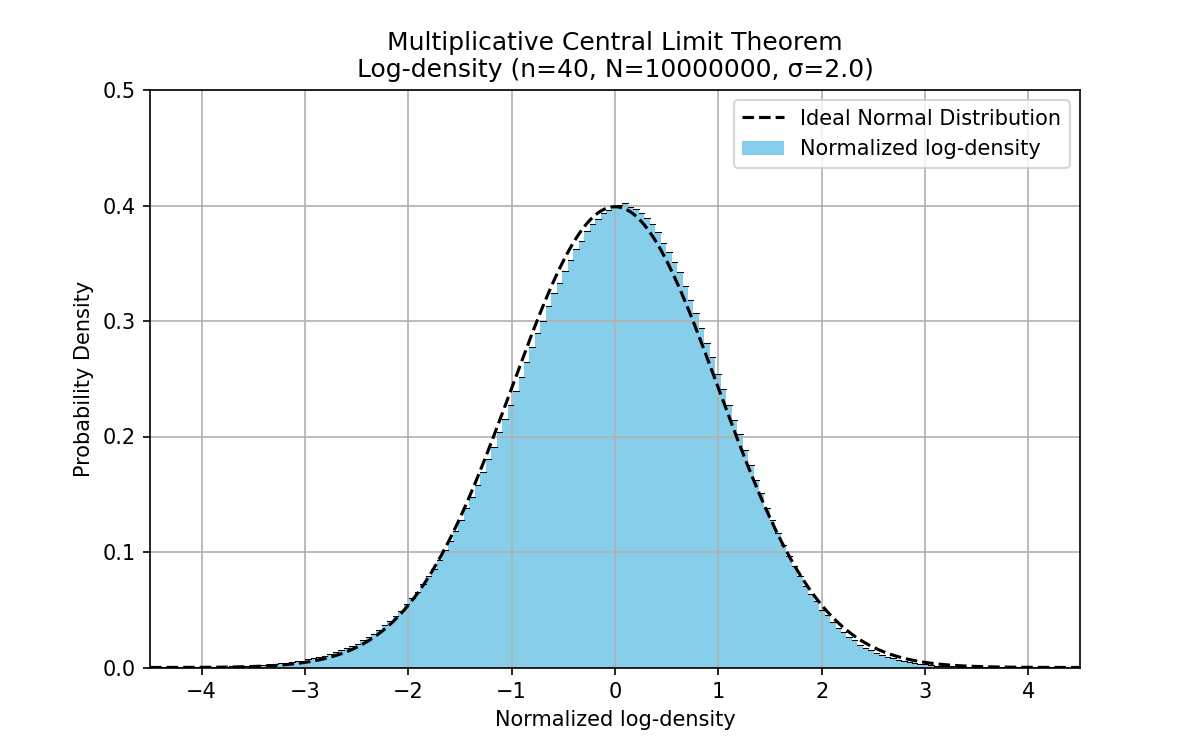 Multiplicative Central Limit Theorem
Log-density (n=40, N=10000000, σ=2.0)
Ideal Normal Distribution
Normalized log-density
Probability Density
0.5
0.4
0.3
0.2
0.1
0.0
−4 −3 −2 −1 0 1 2 3 4
Normalized log-density